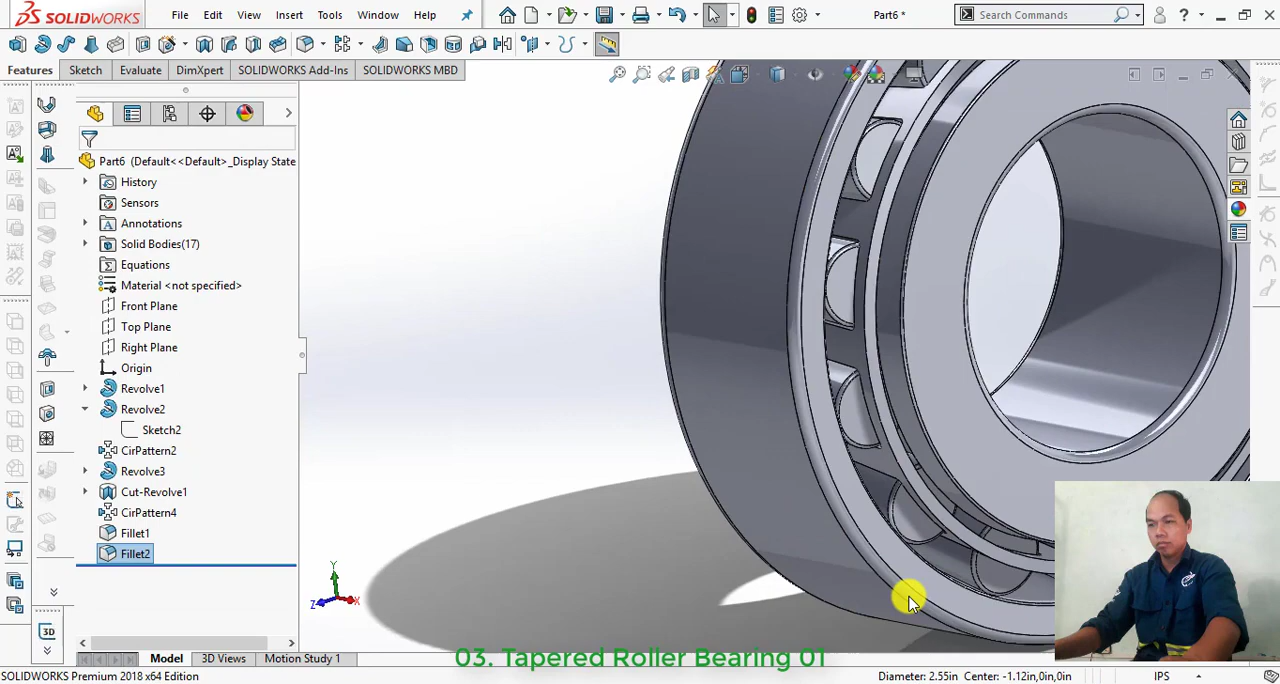 SOLIDWORKS File Edit View Insert Tools Window Help Part6 * Search Commands
Features Sketch Evaluate DimXpert SOLIDWORKS Add-Ins SOLIDWORKS MBD
Part6 (Default<<Default>_Display State
History
Sensors
Annotations
Solid Bodies(17)
Equations
Material <not specified>
Front Plane
Top Plane
Right Plane
Origin
Revolve1
Revolve2
Sketch2
CirPattern2
Revolve3
Cut-Revolve1
CirPattern4
Fillet1
Fillet2
Y
Z
X
3D
Model 3D Views Motion Study 1
03. Tapered Roller Bearing 01
SOLIDWORKS Premium 2018 x64 Edition Diameter: 2.55in Center: -1.12in,0in,0in IPS